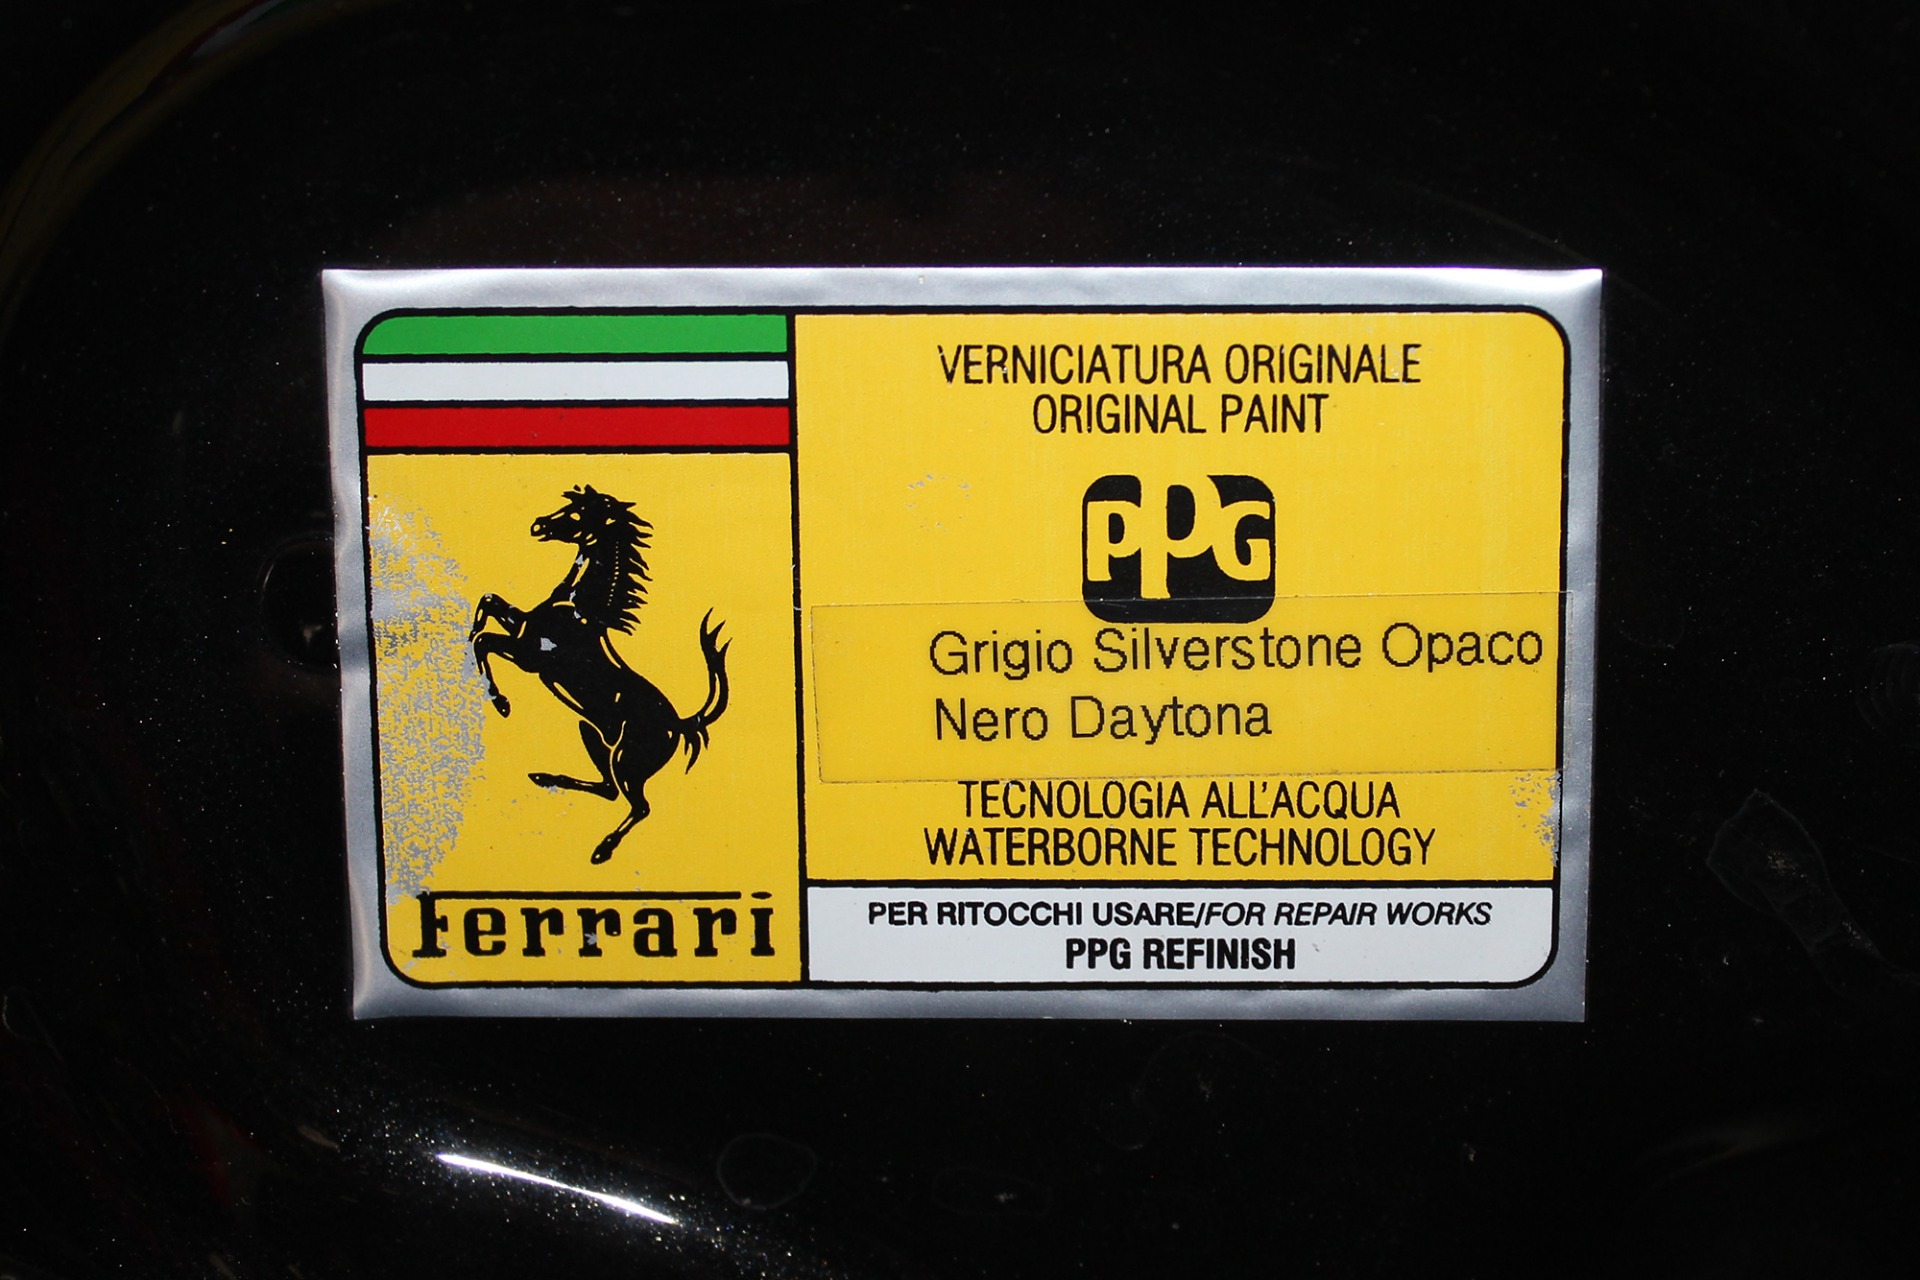 VERNICIATURA ORIGINALE
ORIGINAL PAINT
PPG
Grigio Silverstone Opaco
Nero Daytona
TECNOLOGIA ALL'ACQUA
WATERBORNE TECHNOLOGY
Ferrari
PER RITOCCHI USARE/FOR REPAIR WORKS
PPG REFINISH